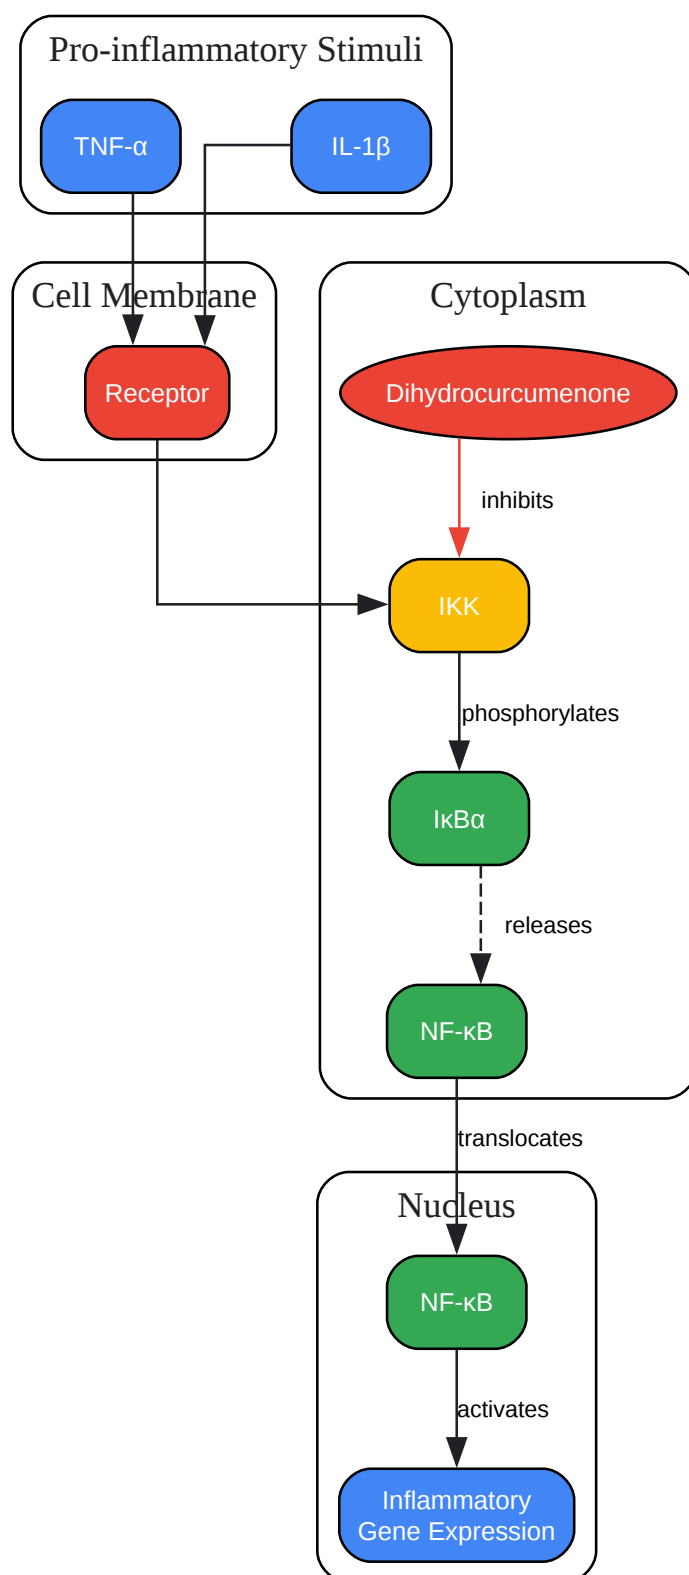 Pro-inflammatory Stimuli
TNF-α
IL-1β
Cell Membrane
Receptor
Cytoplasm
Dihydrocurcumenone
inhibits
IKK
phosphorylates
IκBα
releases
NF-κB
translocates
Nucleus
NF-κB
activates
Inflammatory
Gene Expression